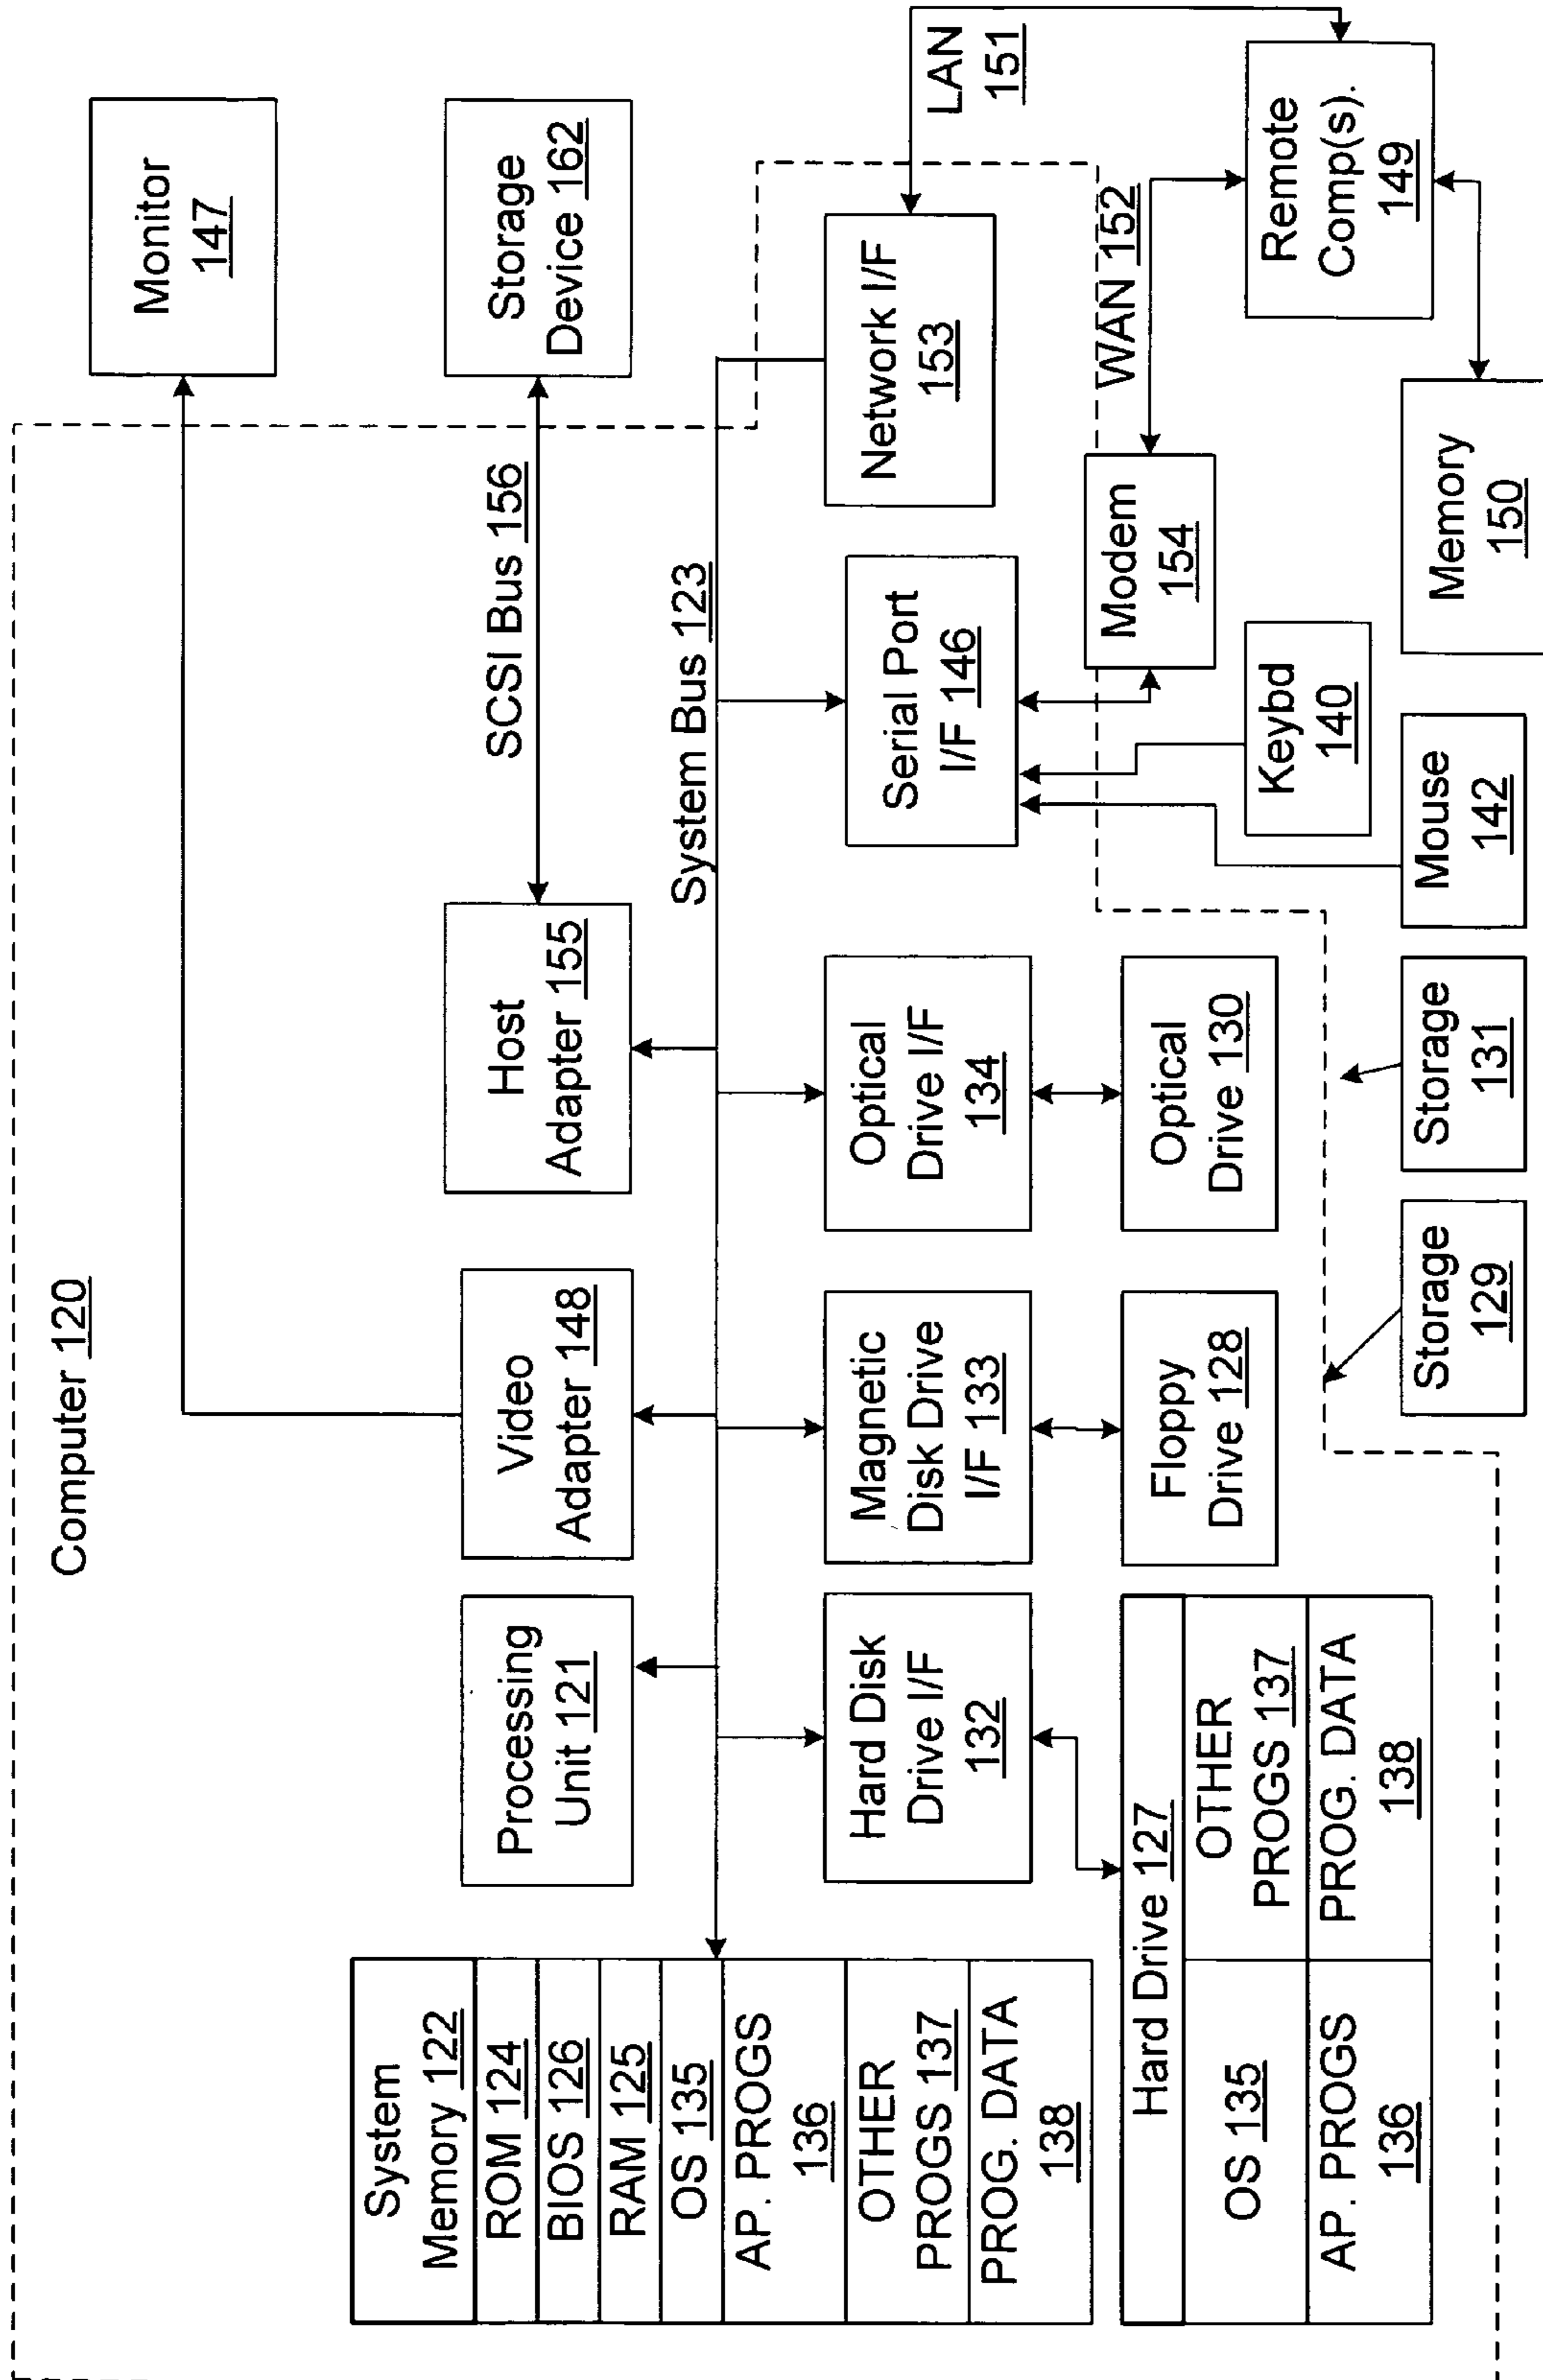 Computer 120
Monitor
147
System
Memory 122
ROM 124
BIOS 126
RAM 125
OS 135
AP. PROGS
136
OTHER
PROGS 137
PROG. DATA
138
Processing
Unit 121
Video
Adapter 148
Host
Adapter 155
SCSI Bus 156
Storage
Device 162
System Bus 123
Hard Disk
Drive I/F
132
Magnetic
Disk Drive
I/F 133
Optical
Drive I/F
134
Serial Port
I/F 146
Network I/F
153
LAN
151
Hard Drive 127
OS 135
OTHER
PROGS 137
AP. PROGS
136
PROG. DATA
138
Floppy
Drive 128
Optical
Drive 130
Modem
154
WAN 152
Keybd
140
Remote
Comp(s).
149
Storage
129
Storage
131
Mouse
142
Memory
150